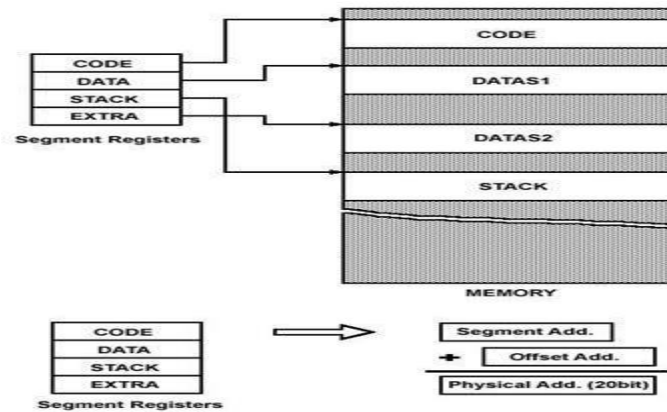 CODE
DATA
STACK
EXTRA
Segment Registers
CODE
DATAS1
DATAS2
STACK
MEMORY
CODE
DATA
STACK
EXTRA
Segment Registers
Segment Add.
+ Offset Add.
Physical Add. (20bit)